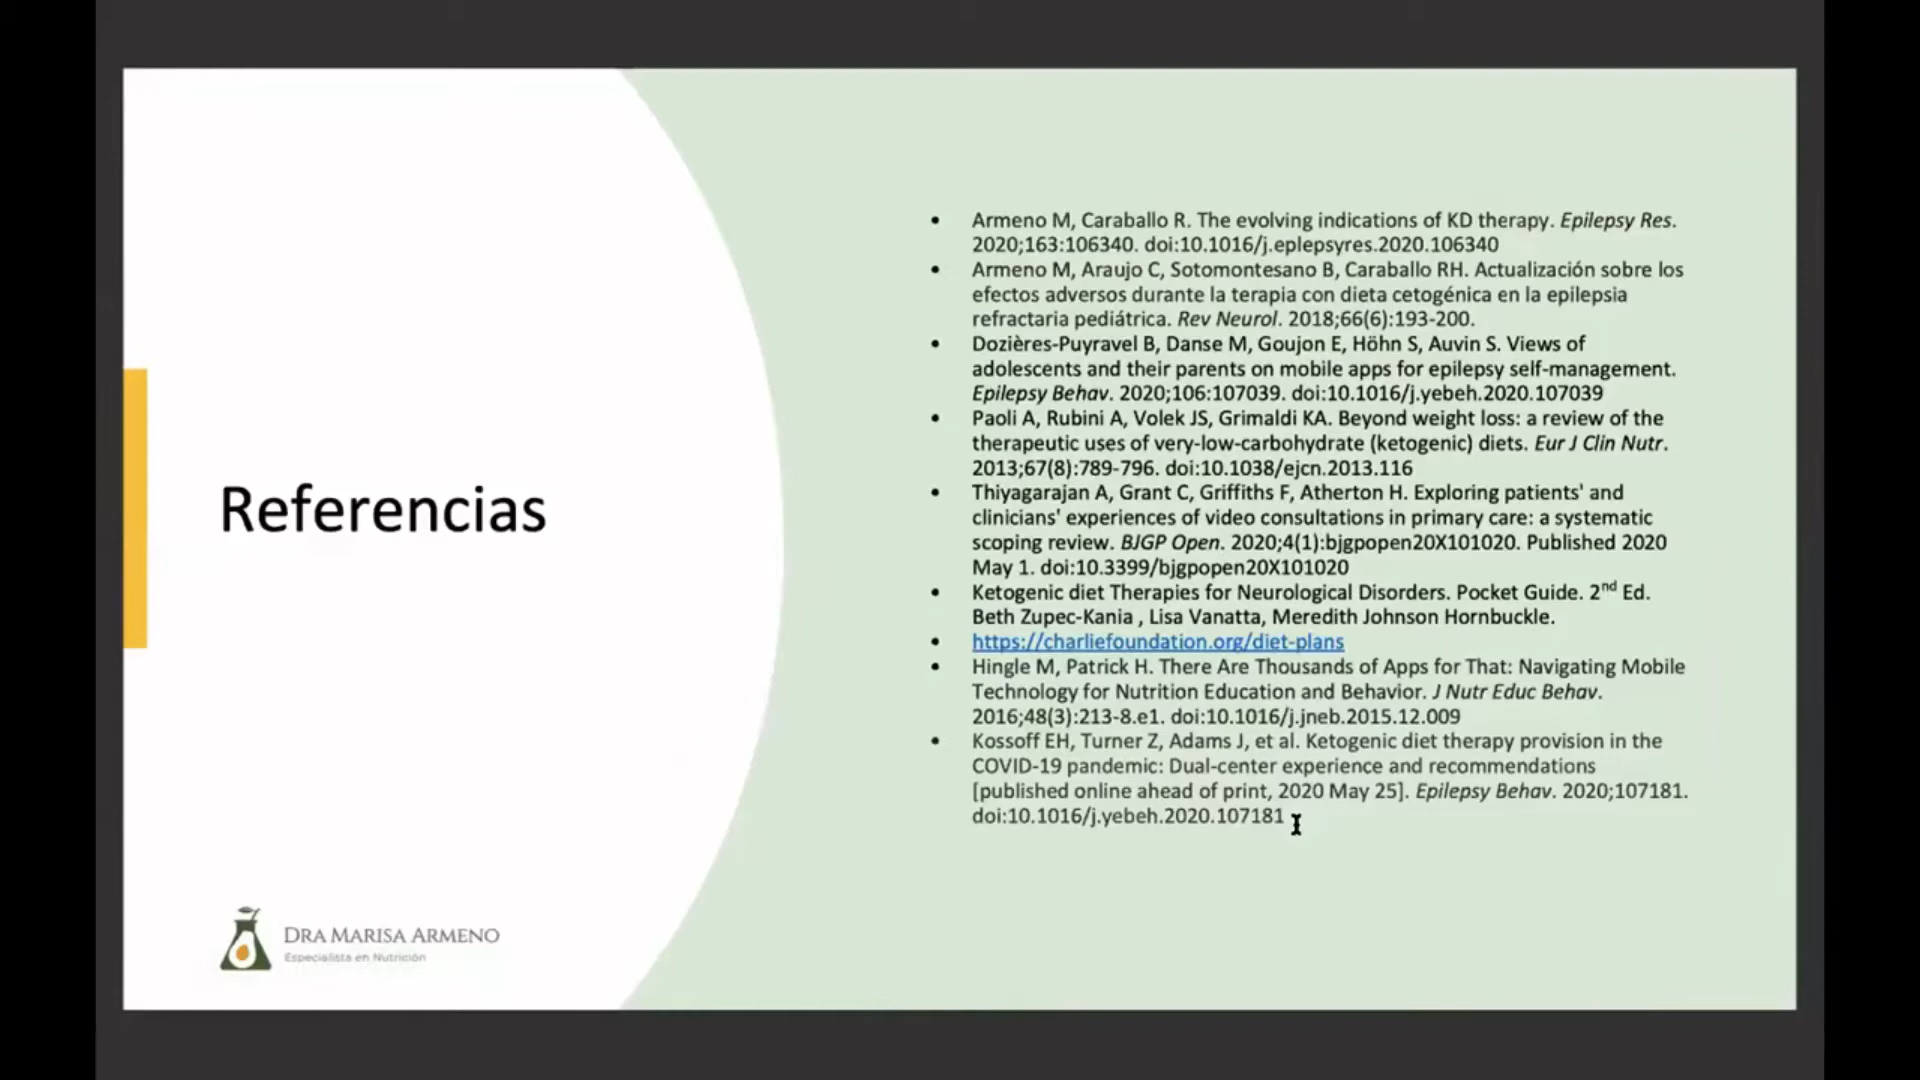 Referencias
DRA MARISA ARMENO
Especialista en Nutrición
• Armeno M, Caraballo R. The evolving indications of KD therapy. Epilepsy Res.
2020;163:106340. doi:10.1016/j.eplepsyres.2020.106340
• Armeno M, Araujo C, Sotomontesano B, Caraballo RH. Actualización sobre los
efectos adversos durante la terapia con dieta cetogénica en la epilepsia
refractaria pediátrica. Rev Neurol. 2018;66(6):193-200.
• Dozières-Puyravel B, Danse M, Goujon E, Höhn S, Auvin S. Views of
adolescents and their parents on mobile apps for epilepsy self-management.
Epilepsy Behav. 2020;106:107039. doi:10.1016/j.yebeh.2020.107039
• Paoli A, Rubini A, Volek JS, Grimaldi KA. Beyond weight loss: a review of the
therapeutic uses of very-low-carbohydrate (ketogenic) diets. Eur J Clin Nutr.
2013;67(8):789-796. doi:10.1038/ejcn.2013.116
• Thiyagarajan A, Grant C, Griffiths F, Atherton H. Exploring patients' and
clinicians' experiences of video consultations in primary care: a systematic
scoping review. BJGP Open. 2020;4(1):bjgpopen20X101020. Published 2020
May 1. doi:10.3399/bjgpopen20X101020
• Ketogenic diet Therapies for Neurological Disorders. Pocket Guide. 2nd Ed.
Beth Zupec-Kania , Lisa Vanatta, Meredith Johnson Hornbuckle.
• https://charliefoundation.org/diet-plans
• Hingle M, Patrick H. There Are Thousands of Apps for That: Navigating Mobile
Technology for Nutrition Education and Behavior. J Nutr Educ Behav.
2016;48(3):213-8.e1. doi:10.1016/j.jneb.2015.12.009
• Kossoff EH, Turner Z, Adams J, et al. Ketogenic diet therapy provision in the
COVID-19 pandemic: Dual-center experience and recommendations
[published online ahead of print, 2020 May 25]. Epilepsy Behav. 2020;107181.
doi:10.1016/j.yebeh.2020.107181